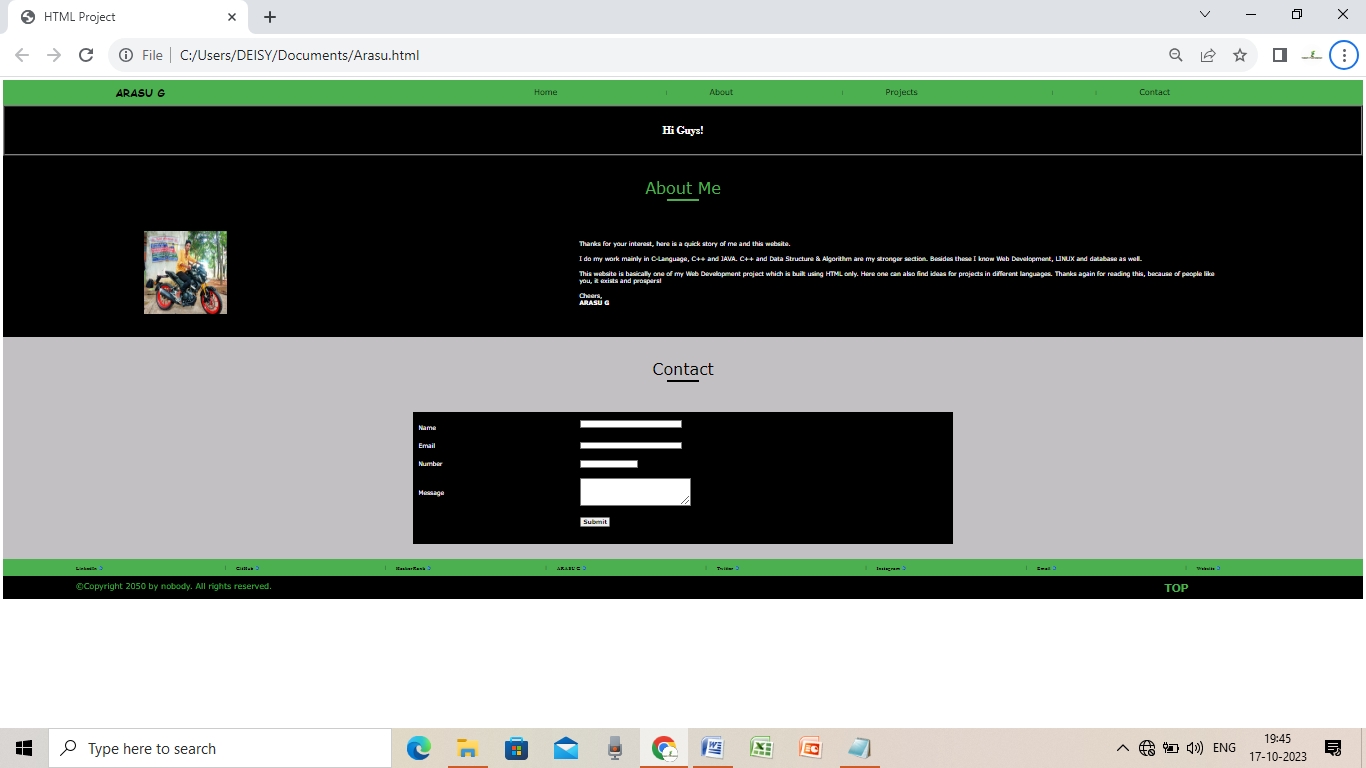 HTML Project
File
C:/Users/DEISY/Documents/Arasu.html
ARASU G
Home
About
Projects
Contact
Hi Guys!
About Me
Thanks for your interest, here is a quick story of me and this website.
I do my work mainly in C-Language, C++ and JAVA. C++ and Data Structure & Algorithm are my stronger section. Besides these I know Web Development, LINUX and database as well.
This website is basically one of my Web Development project which is built using HTML only. Here one can also find ideas for projects in different languages. Thanks again for reading this, because of people like
you, it exists and prospers!
Cheers,
ARASU G
Contact
Name
Email
Number
Message
Submit
LinkedIn
GitHub
HackerRank
ARASU G
Twitter
Instagram
Email
Website
©Copyright 2050 by nobody. All rights reserved.
TOP
Type here to search
ENG
19:45
17-10-2023